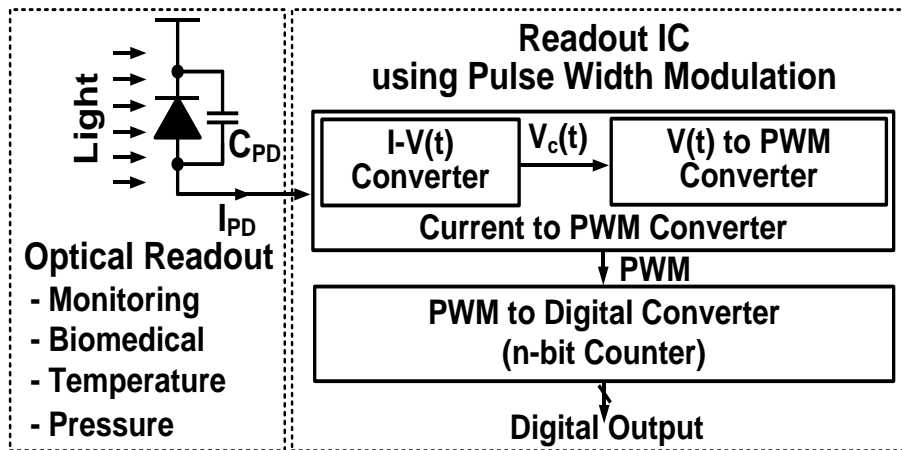 Light
C_PD
I_PD
Optical Readout
- Monitoring
- Biomedical
- Temperature
- Pressure
Readout IC
using Pulse Width Modulation
I-V(t)
Converter
V_c(t)
V(t) to PWM
Converter
Current to PWM Converter
PWM
PWM to Digital Converter
(n-bit Counter)
Digital Output